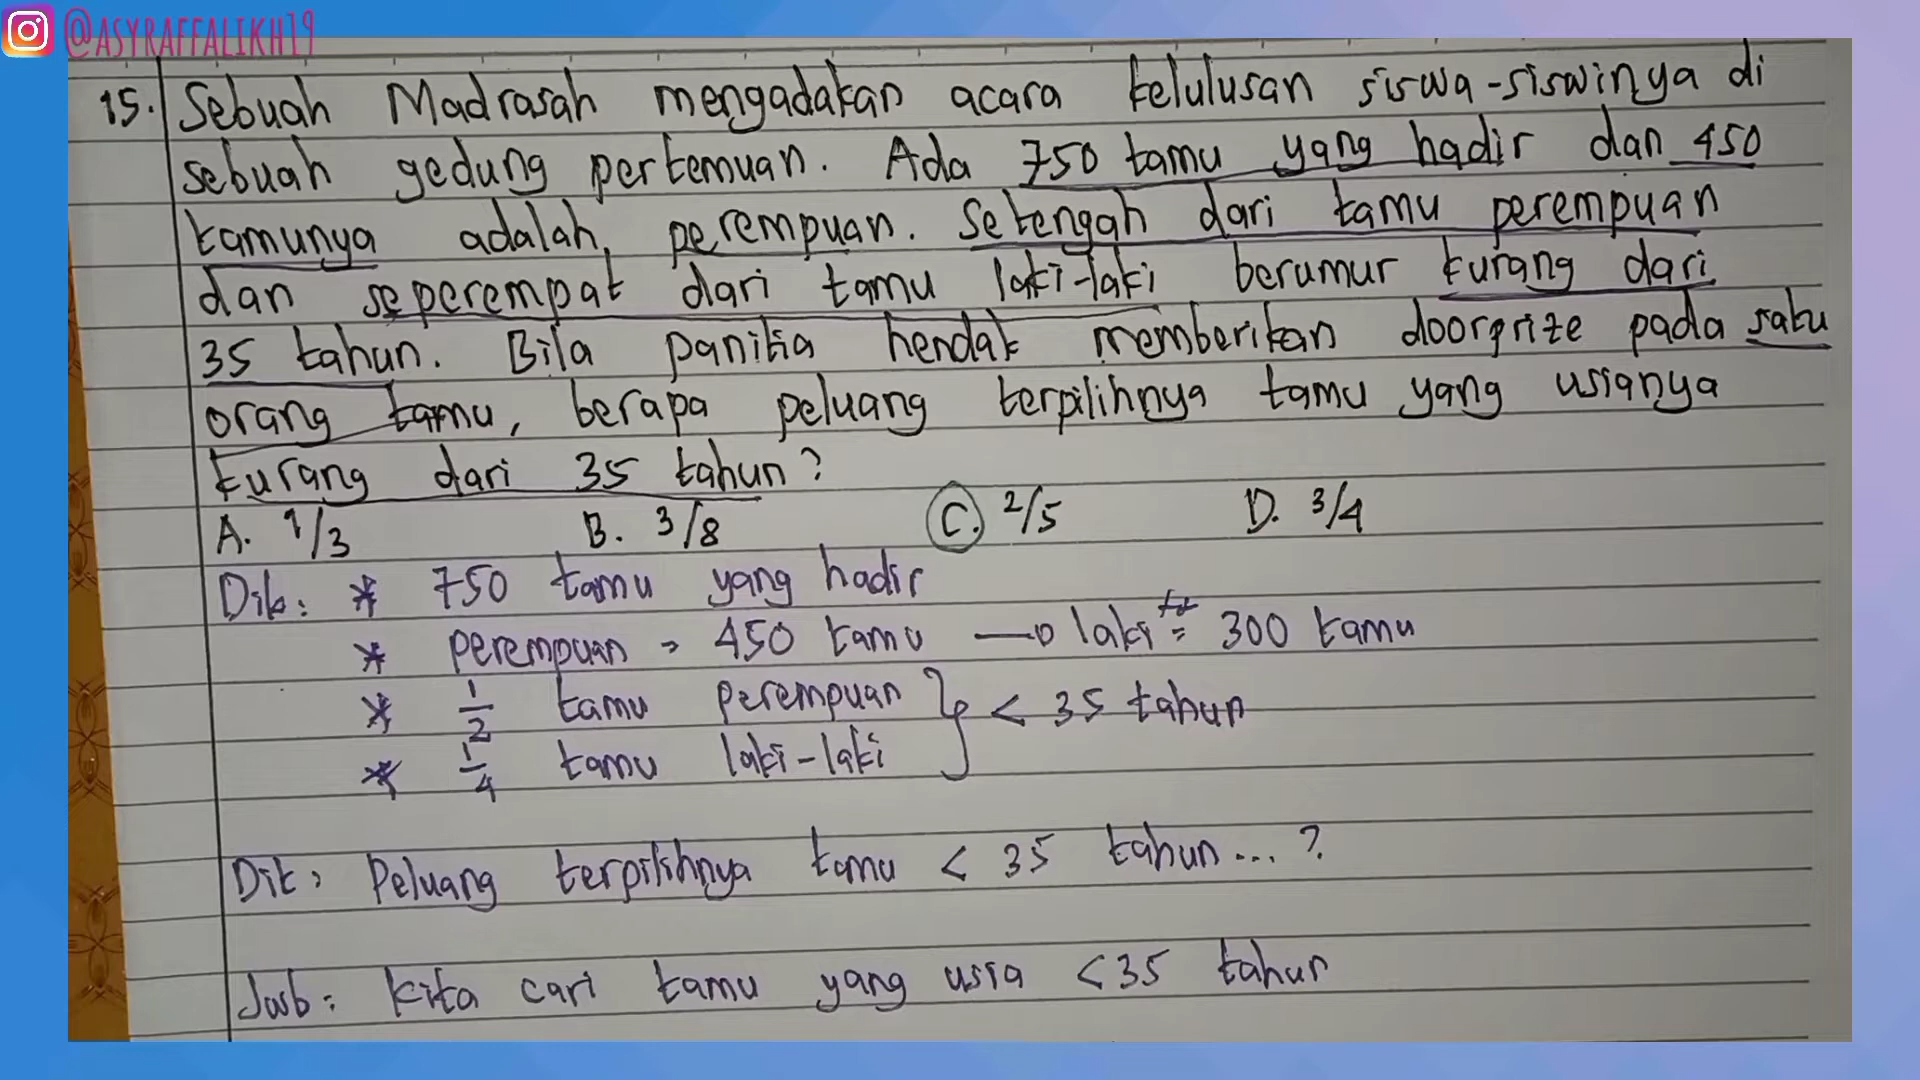 @ASYRAFFALIKH19
15. Sebuah Madrasah mengadakan acara kelulusan siswa-siswinya di
sebuah gedung pertemuan. Ada 750 tamu yang hadir dan 450
tamunya adalah perempuan. Setengah dari tamu perempuan
dan seperempat dari tamu laki-laki berumur kurang dari
35 tahun. Bila panitia hendak memberikan doorprize pada satu
orang tamu, berapa peluang terpilihnya tamu yang usianya
kurang dari 35 tahun?
A. 1/3 B. 3/8 C. 2/5 D. 3/4
Dik: * 750 tamu yang hadir
* perempuan = 450 tamu → laki² = 300 tamu
* 1/2 tamu perempuan } < 35 tahun
* 1/4 tamu laki-laki
Dit: Peluang terpilihnya tamu < 35 tahun...?
Jwb: Kita cari tamu yang usia <35 tahun